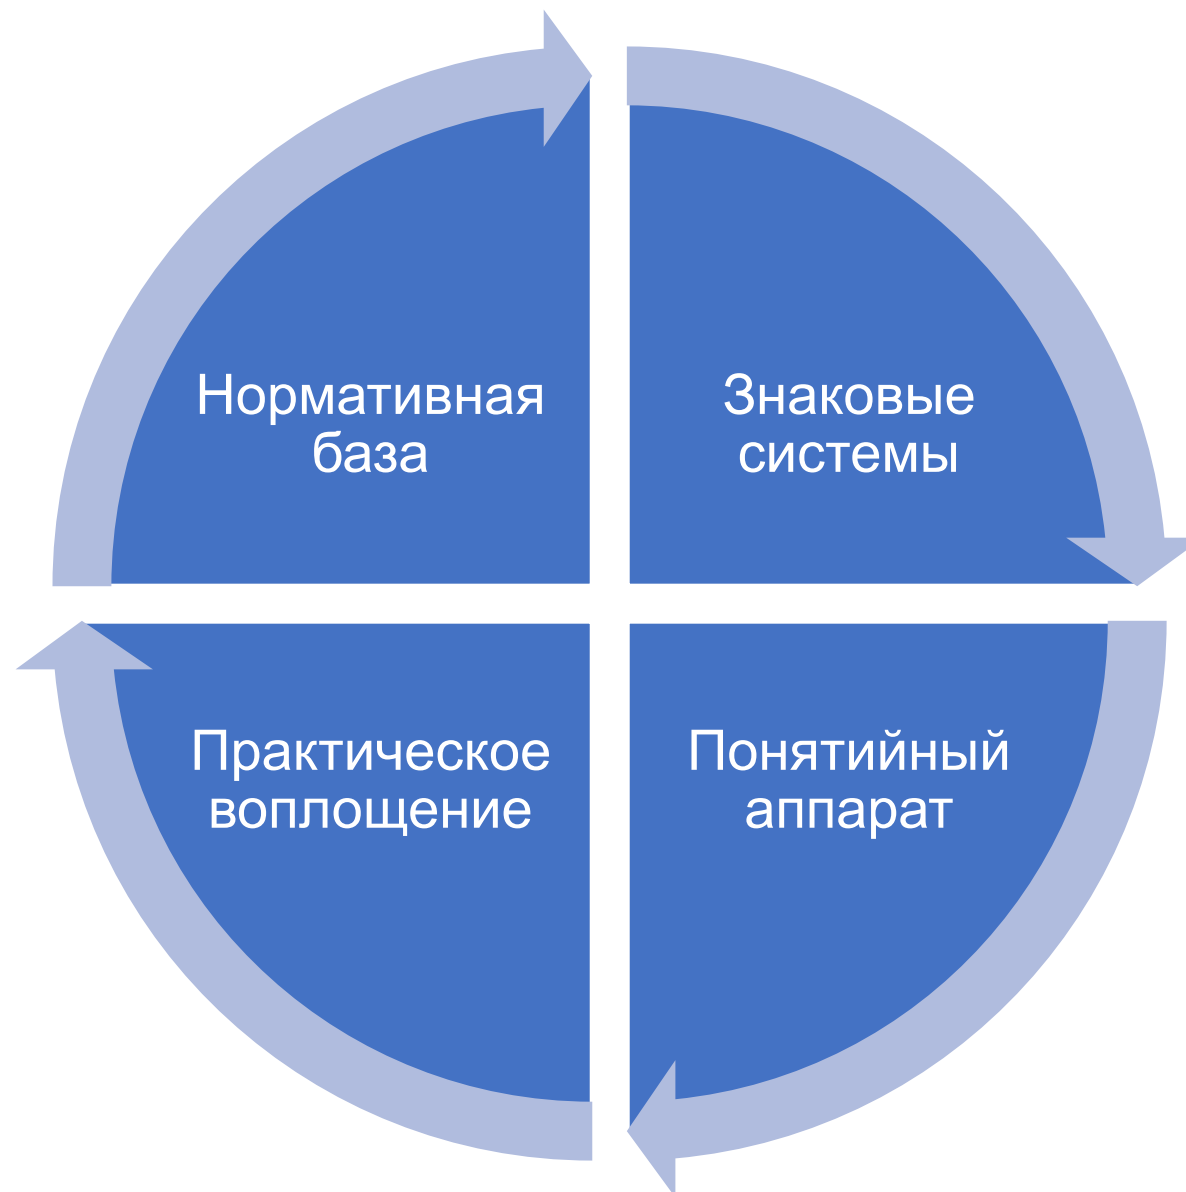 Нормативная
база
Знаковые
системы
Практическое
воплощение
Понятийный
аппарат